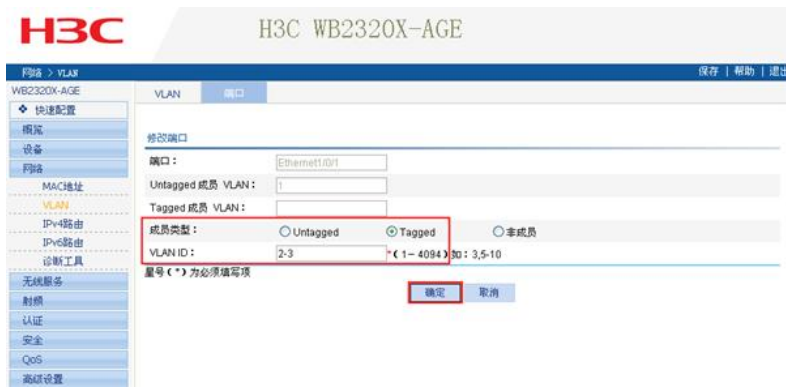 H3C
H3C WB2320X-AGE
网络 > VLAN
保存 | 帮助 | 退出
WB2320X-AGE
快速配置
概览
设备
网络
MAC地址
VLAN
IPv4路由
IPv6路由
诊断工具
无线服务
射频
认证
安全
QoS
高级设置
VLAN 端口
修改端口
端口：
Ethernet1/0/1
Untagged 成员 VLAN：
1
Tagged 成员 VLAN：
成员类型：
Untagged Tagged 非成员
VLAN ID：
2-3 *（1－4094）如：3,5-10
星号（*）为必须填写项
确定 取消